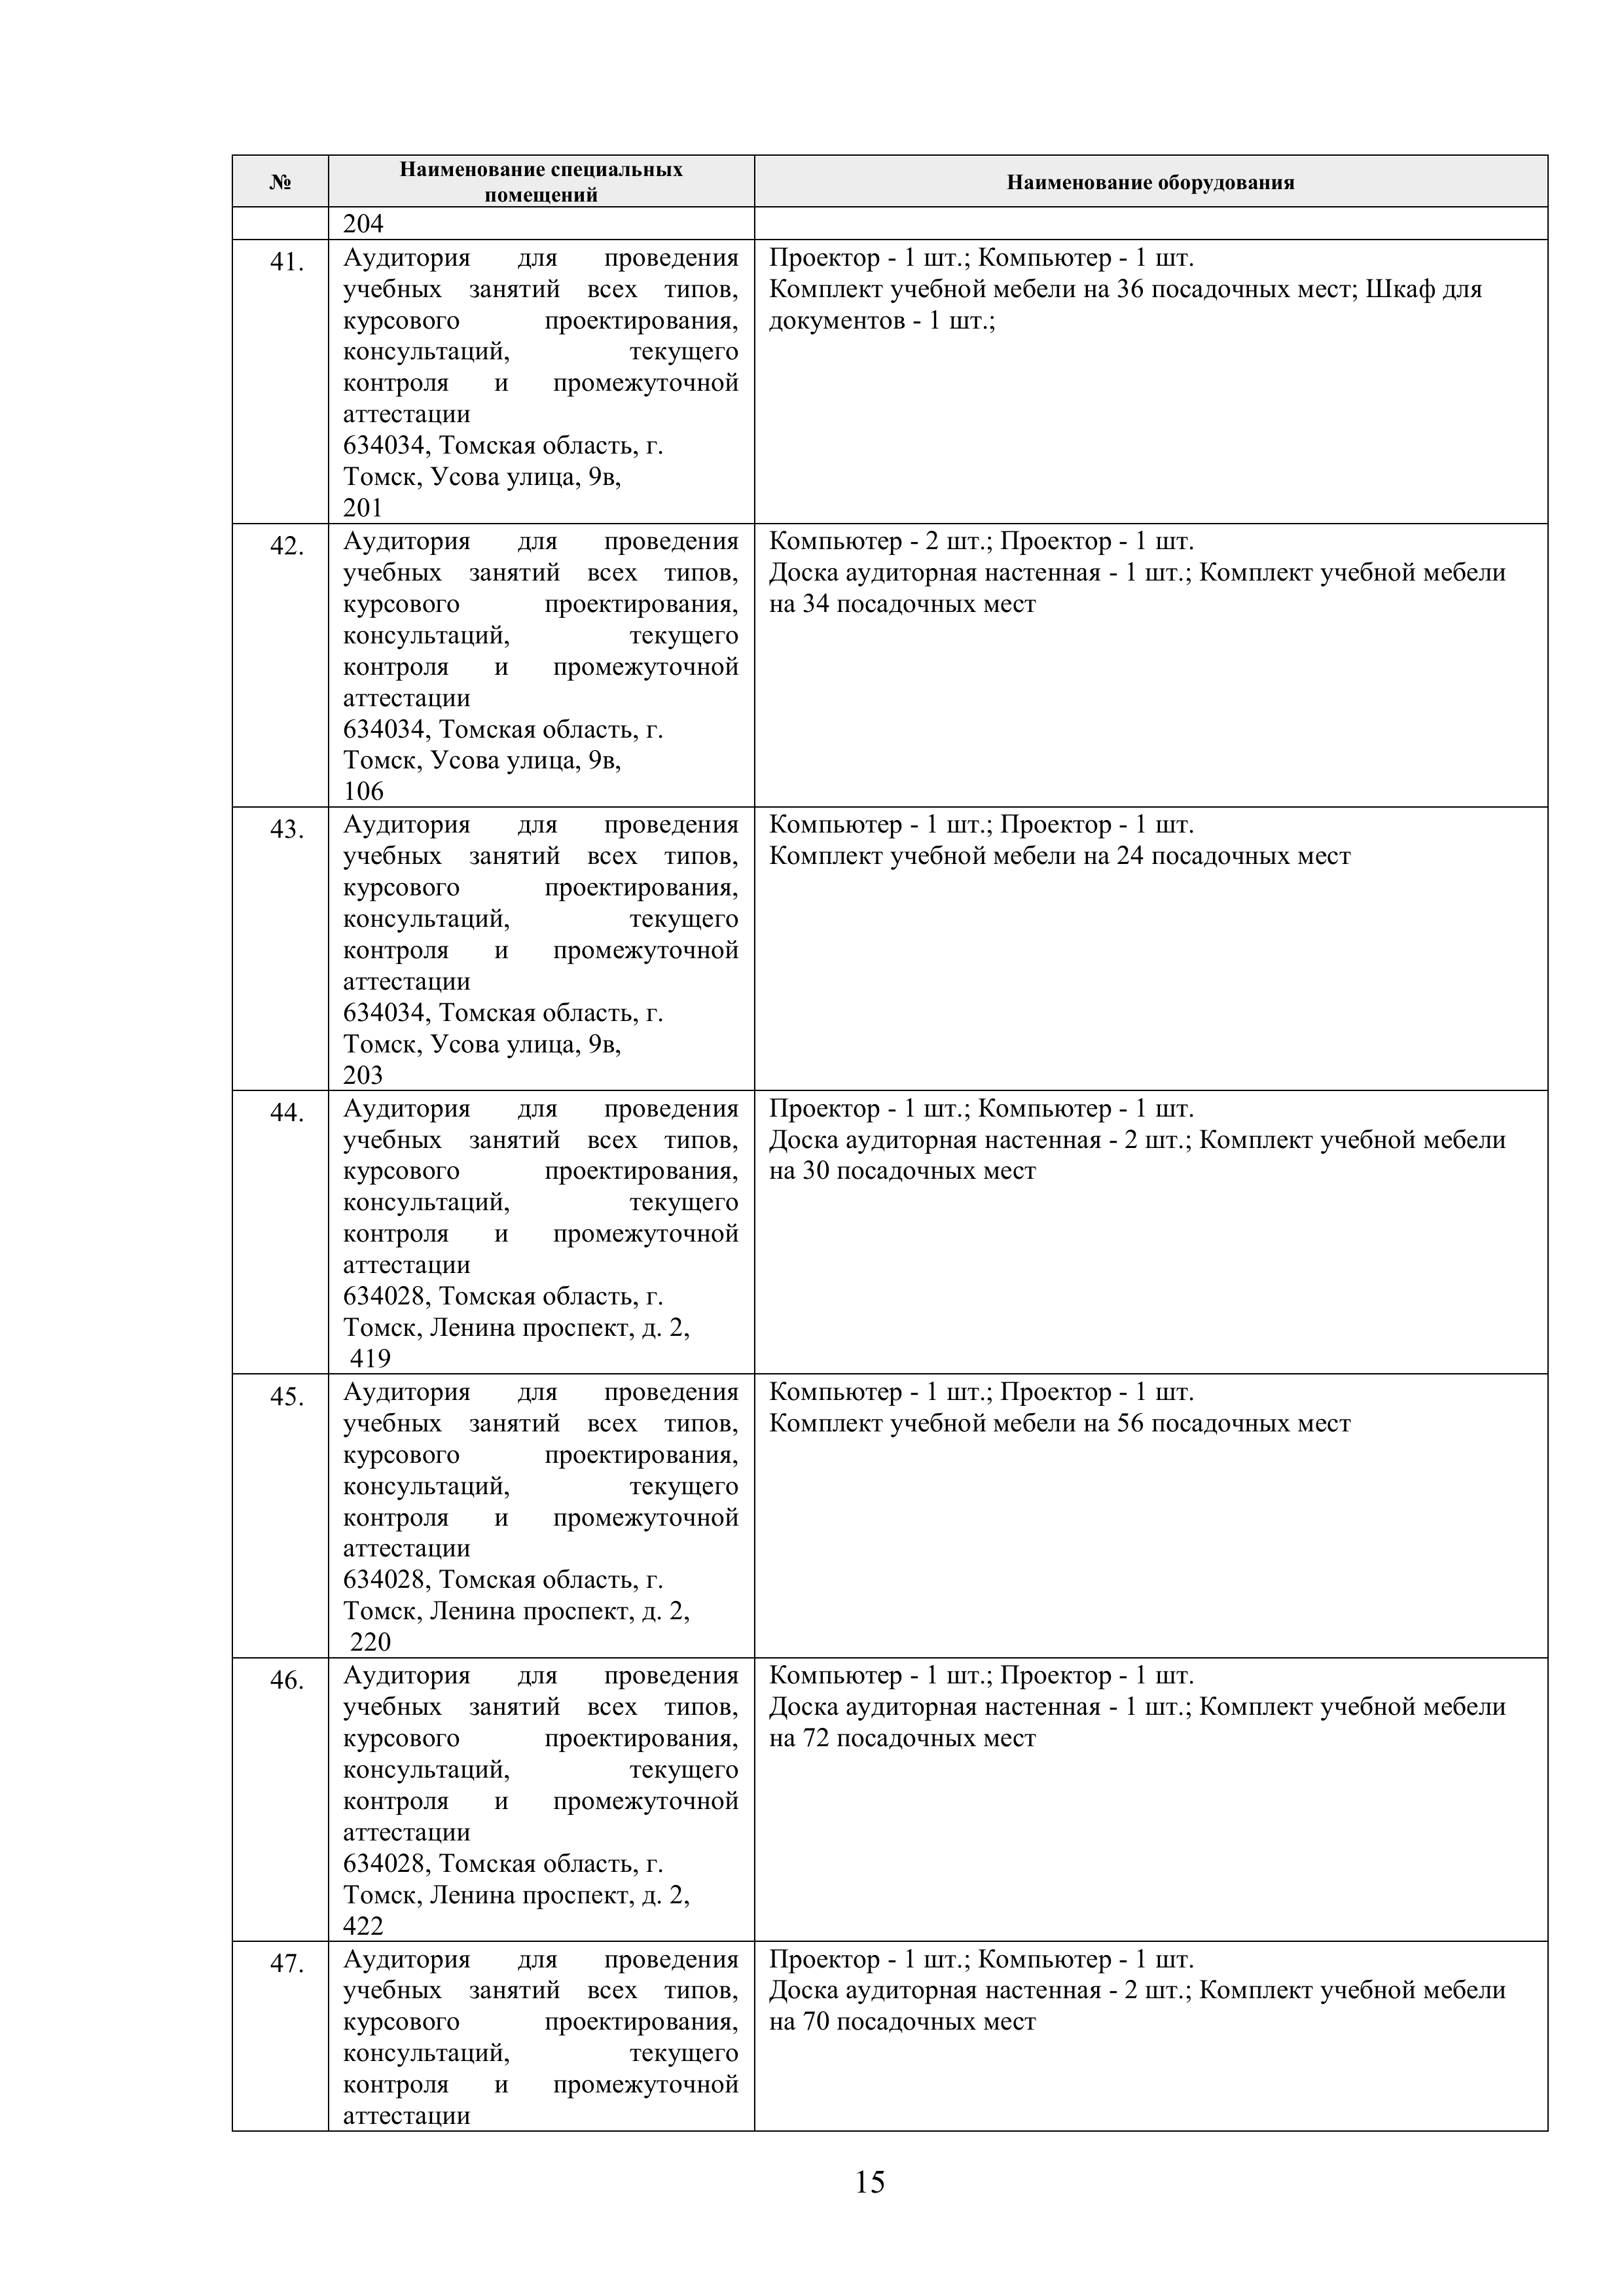 №
Наименование специальных
помещений
Наименование оборудования
204
41.
Аудитория для проведения
учебных занятий всех типов,
курсового проектирования,
консультаций, текущего
контроля и промежуточной
аттестации
634034, Томская область, г.
Томск, Усова улица, 9в,
201
Проектор - 1 шт.; Компьютер - 1 шт.
Комплект учебной мебели на 36 посадочных мест; Шкаф для
документов - 1 шт.;
42.
Аудитория для проведения
учебных занятий всех типов,
курсового проектирования,
консультаций, текущего
контроля и промежуточной
аттестации
634034, Томская область, г.
Томск, Усова улица, 9в,
106
Компьютер - 2 шт.; Проектор - 1 шт.
Доска аудиторная настенная - 1 шт.; Комплект учебной мебели
на 34 посадочных мест
43.
Аудитория для проведения
учебных занятий всех типов,
курсового проектирования,
консультаций, текущего
контроля и промежуточной
аттестации
634034, Томская область, г.
Томск, Усова улица, 9в,
203
Компьютер - 1 шт.; Проектор - 1 шт.
Комплект учебной мебели на 24 посадочных мест
44.
Аудитория для проведения
учебных занятий всех типов,
курсового проектирования,
консультаций, текущего
контроля и промежуточной
аттестации
634028, Томская область, г.
Томск, Ленина проспект, д. 2,
419
Проектор - 1 шт.; Компьютер - 1 шт.
Доска аудиторная настенная - 2 шт.; Комплект учебной мебели
на 30 посадочных мест
45.
Аудитория для проведения
учебных занятий всех типов,
курсового проектирования,
консультаций, текущего
контроля и промежуточной
аттестации
634028, Томская область, г.
Томск, Ленина проспект, д. 2,
220
Компьютер - 1 шт.; Проектор - 1 шт.
Комплект учебной мебели на 56 посадочных мест
46.
Аудитория для проведения
учебных занятий всех типов,
курсового проектирования,
консультаций, текущего
контроля и промежуточной
аттестации
634028, Томская область, г.
Томск, Ленина проспект, д. 2,
422
Компьютер - 1 шт.; Проектор - 1 шт.
Доска аудиторная настенная - 1 шт.; Комплект учебной мебели
на 72 посадочных мест
47.
Аудитория для проведения
учебных занятий всех типов,
курсового проектирования,
консультаций, текущего
контроля и промежуточной
аттестации
Проектор - 1 шт.; Компьютер - 1 шт.
Доска аудиторная настенная - 2 шт.; Комплект учебной мебели
на 70 посадочных мест
15